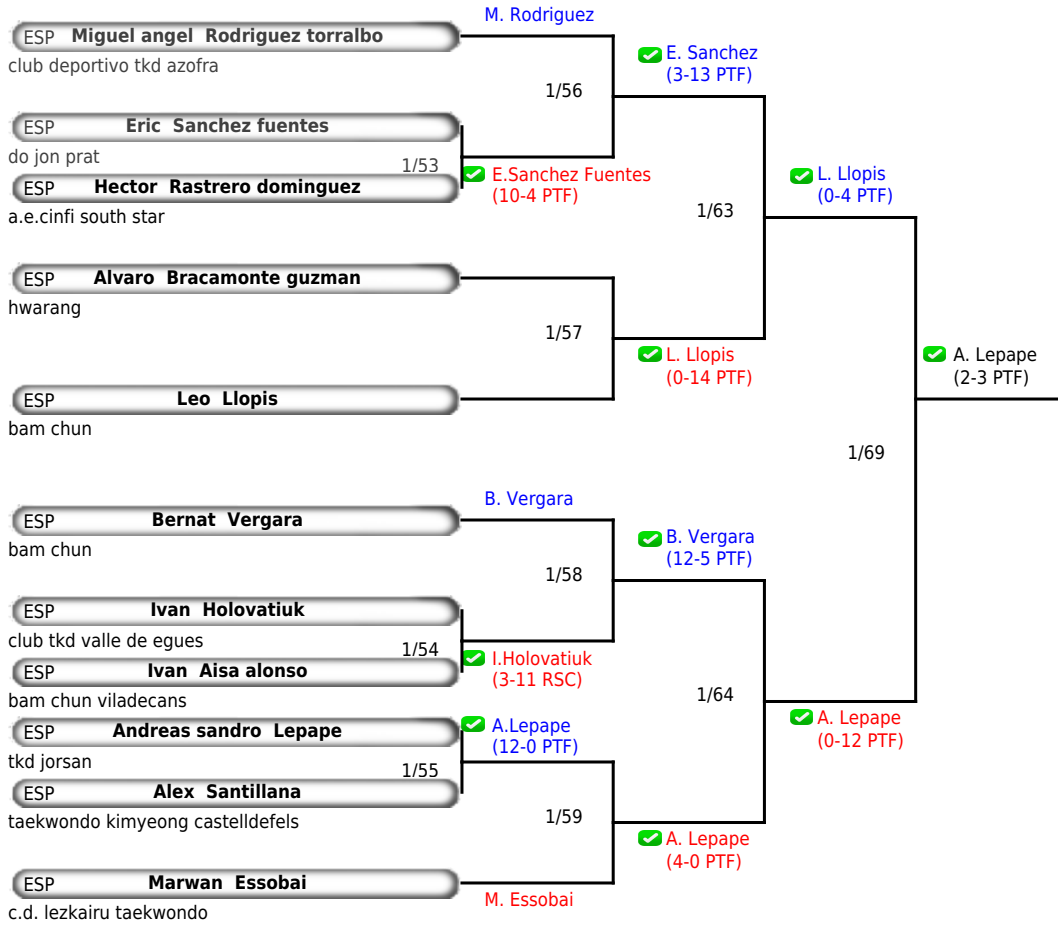 M. Rodriguez
ESP Miguel angel Rodriguez torralbo
club deportivo tkd azofra
E. Sanchez
(3-13 PTF)
1/56
ESP Eric Sanchez fuentes
do jon prat
1/53
E.Sanchez Fuentes
(10-4 PTF)
ESP Hector Rastrero dominguez
a.e.cinfi south star
L. Llopis
(0-4 PTF)
1/63
ESP Alvaro Bracamonte guzman
hwarang
1/57
L. Llopis
(0-14 PTF)
ESP Leo Llopis
bam chun
A. Lepape
(2-3 PTF)
1/69
B. Vergara
ESP Bernat Vergara
bam chun
B. Vergara
(12-5 PTF)
1/58
ESP Ivan Holovatiuk
club tkd valle de egues
1/54
I.Holovatiuk
(3-11 RSC)
ESP Ivan Aisa alonso
bam chun viladecans
1/64
A. Lepape
(0-12 PTF)
ESP Andreas sandro Lepape
tkd jorsan
A.Lepape
(12-0 PTF)
1/55
ESP Alex Santillana
taekwondo kimyeong castelldefels
1/59
A. Lepape
(4-0 PTF)
ESP Marwan Essobai
c.d. lezkairu taekwondo
M. Essobai